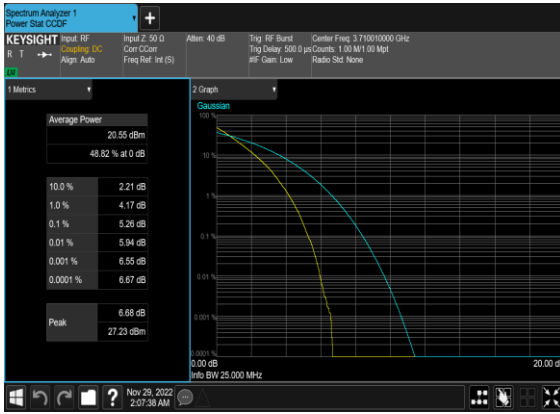 Spectrum Analyzer 1
Power Stat CCDF
+
KEYSIGHT
R T
LXI
Input: RF
Coupling: DC
Align: Auto
Input Z: 50 Ω
Corr CCorr
Freq Ref: Int (S)
Atten: 40 dB
Trig: RF Burst
Trig Delay: 500.0 µs
#IF Gain: Low
Center Freq: 3.710010000 GHz
Counts: 1.00 M/1.00 Mpt
Radio Std: None
1 Metrics
Average Power
20.55 dBm
48.82 % at 0 dB
10.0 % 2.21 dB
1.0 % 4.17 dB
0.1 % 5.26 dB
0.01 % 5.94 dB
0.001 % 6.55 dB
0.0001 % 6.67 dB
Peak
6.68 dB
27.23 dBm
2 Graph
Gaussian
100 %
10 %
1 %
0.1 %
0.01 %
0.001 %
0.0001 %
0.00 dB
20.00 d
Info BW 25.000 MHz
?
Nov 29, 2022
2:07:38 AM